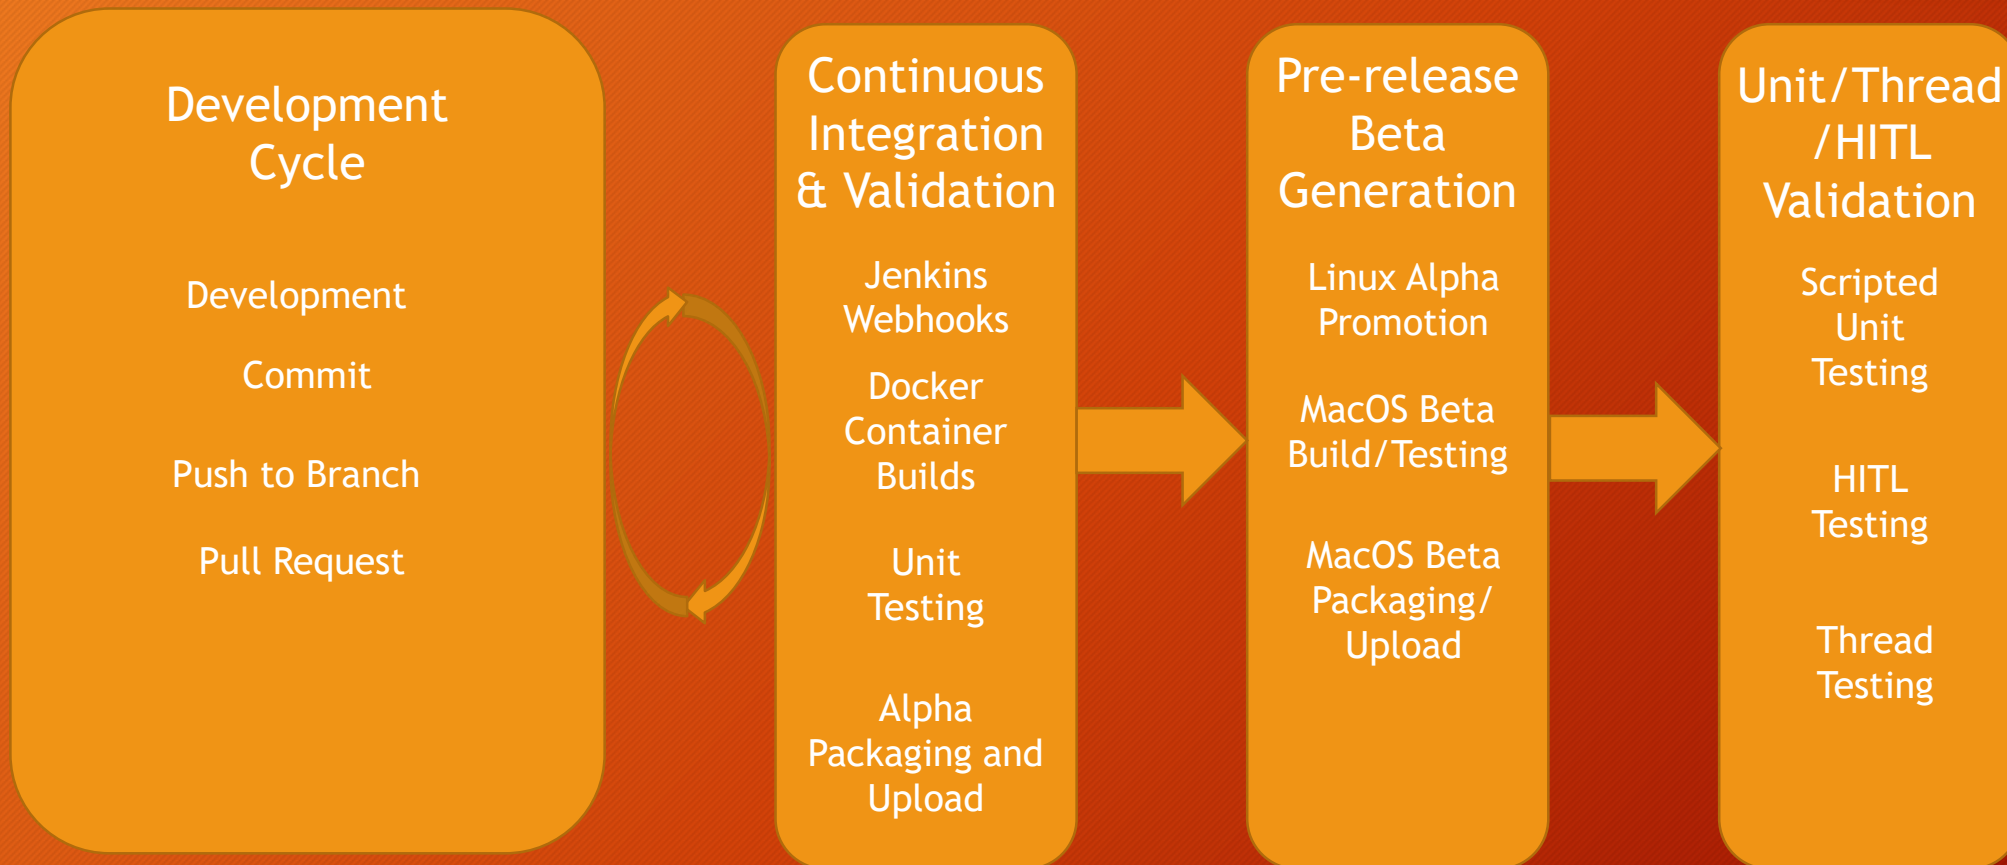 Development
Cycle
Development
Commit
Push to Branch
Pull Request
Continuous
Integration
& Validation
Jenkins
Webhooks
Docker
Container
Builds
Unit
Testing
Alpha
Packaging and
Upload
Pre-release
Beta
Generation
Linux Alpha
Promotion
MacOS Beta
Build/Testing
MacOS Beta
Packaging/
Upload
Unit/Thread
/HITL
Validation
Scripted
Unit
Testing
HITL
Testing
Thread
Testing